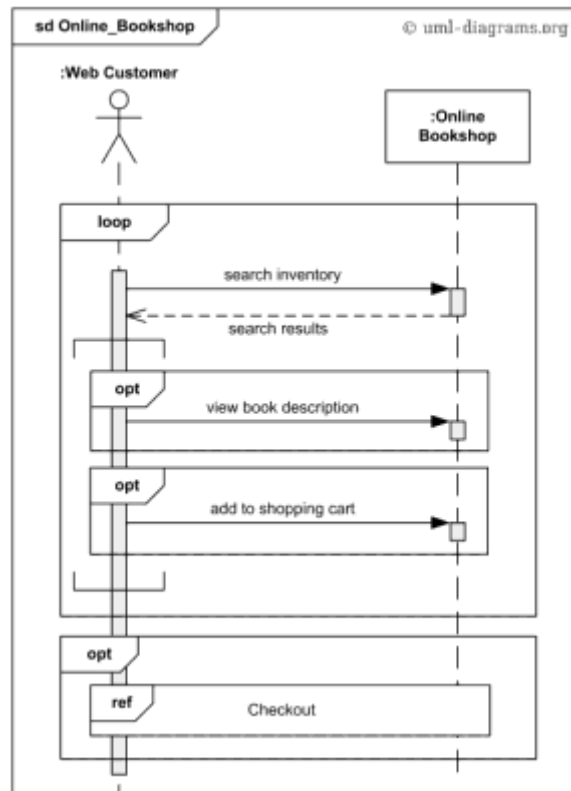 sd Online_Bookshop
© uml-diagrams.org
:Web Customer
:Online
Bookshop
loop
search inventory
search results
opt
view book description
opt
add to shopping cart
opt
ref
Checkout